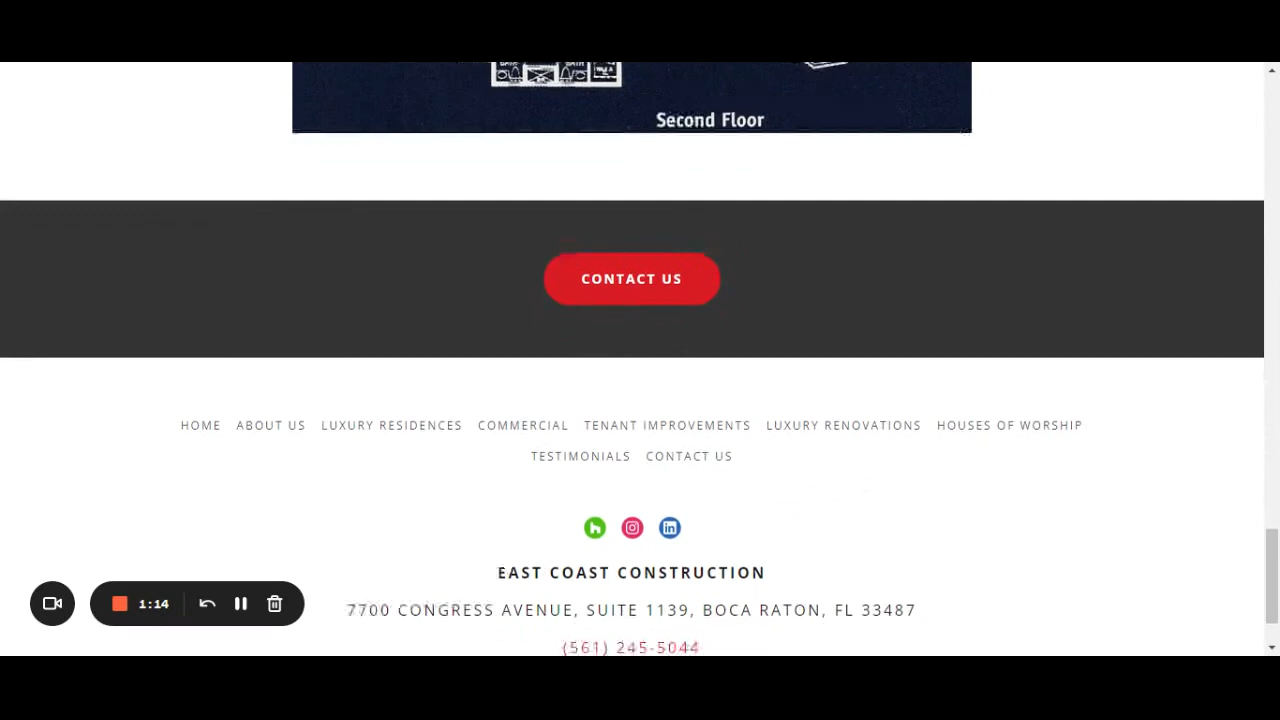 Second Floor
CONTACT US
HOME ABOUT US LUXURY RESIDENCES COMMERCIAL TENANT IMPROVEMENTS LUXURY RENOVATIONS HOUSES OF WORSHIP
TESTIMONIALS CONTACT US
EAST COAST CONSTRUCTION
1:14
7700 CONGRESS AVENUE, SUITE 1139, BOCA RATON, FL 33487
(561) 245-5044